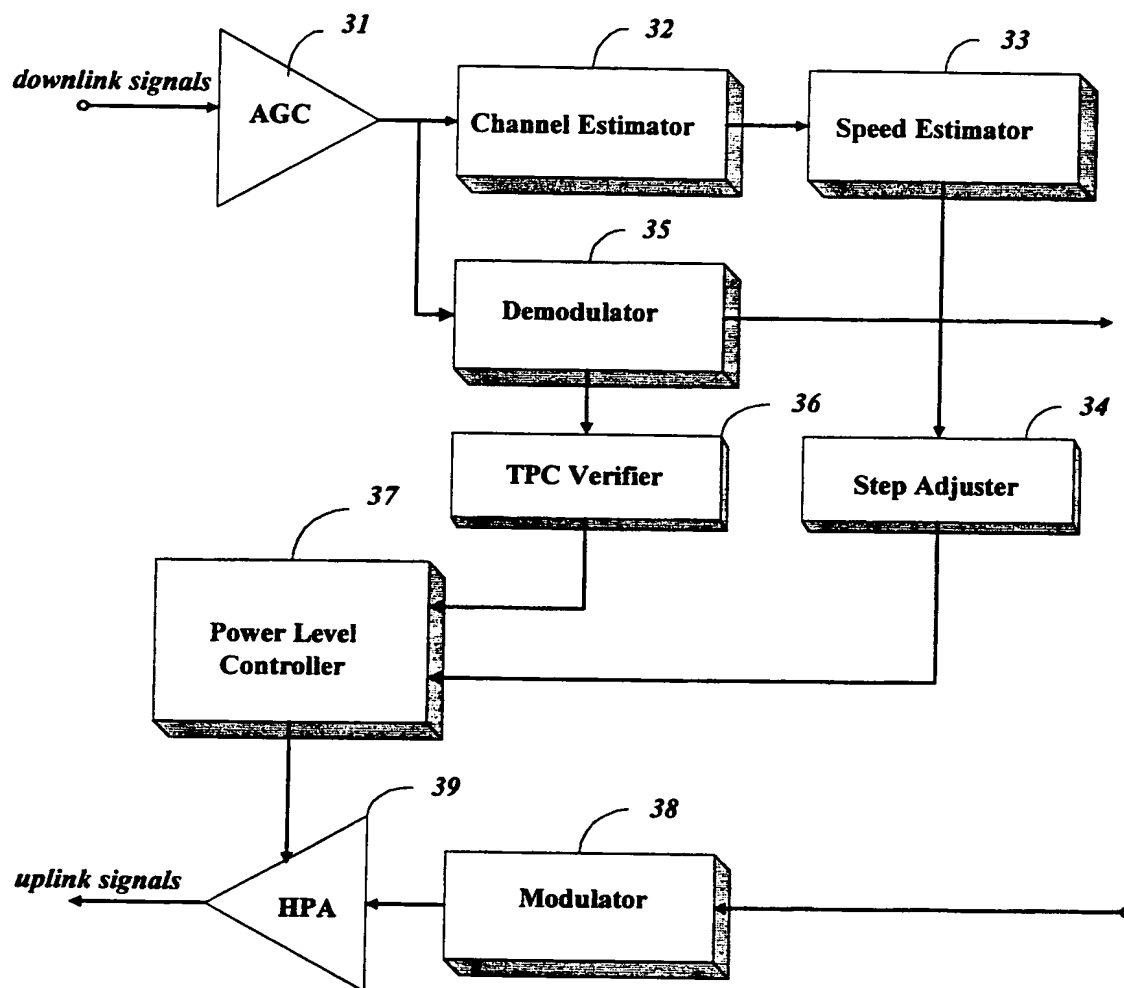 31
32
33
downlink signals
AGC
Channel Estimator
Speed Estimator
35
Demodulator
36
34
TPC Verifier
Step Adjuster
37
Power Level
Controller
39
38
uplink signals
HPA
Modulator